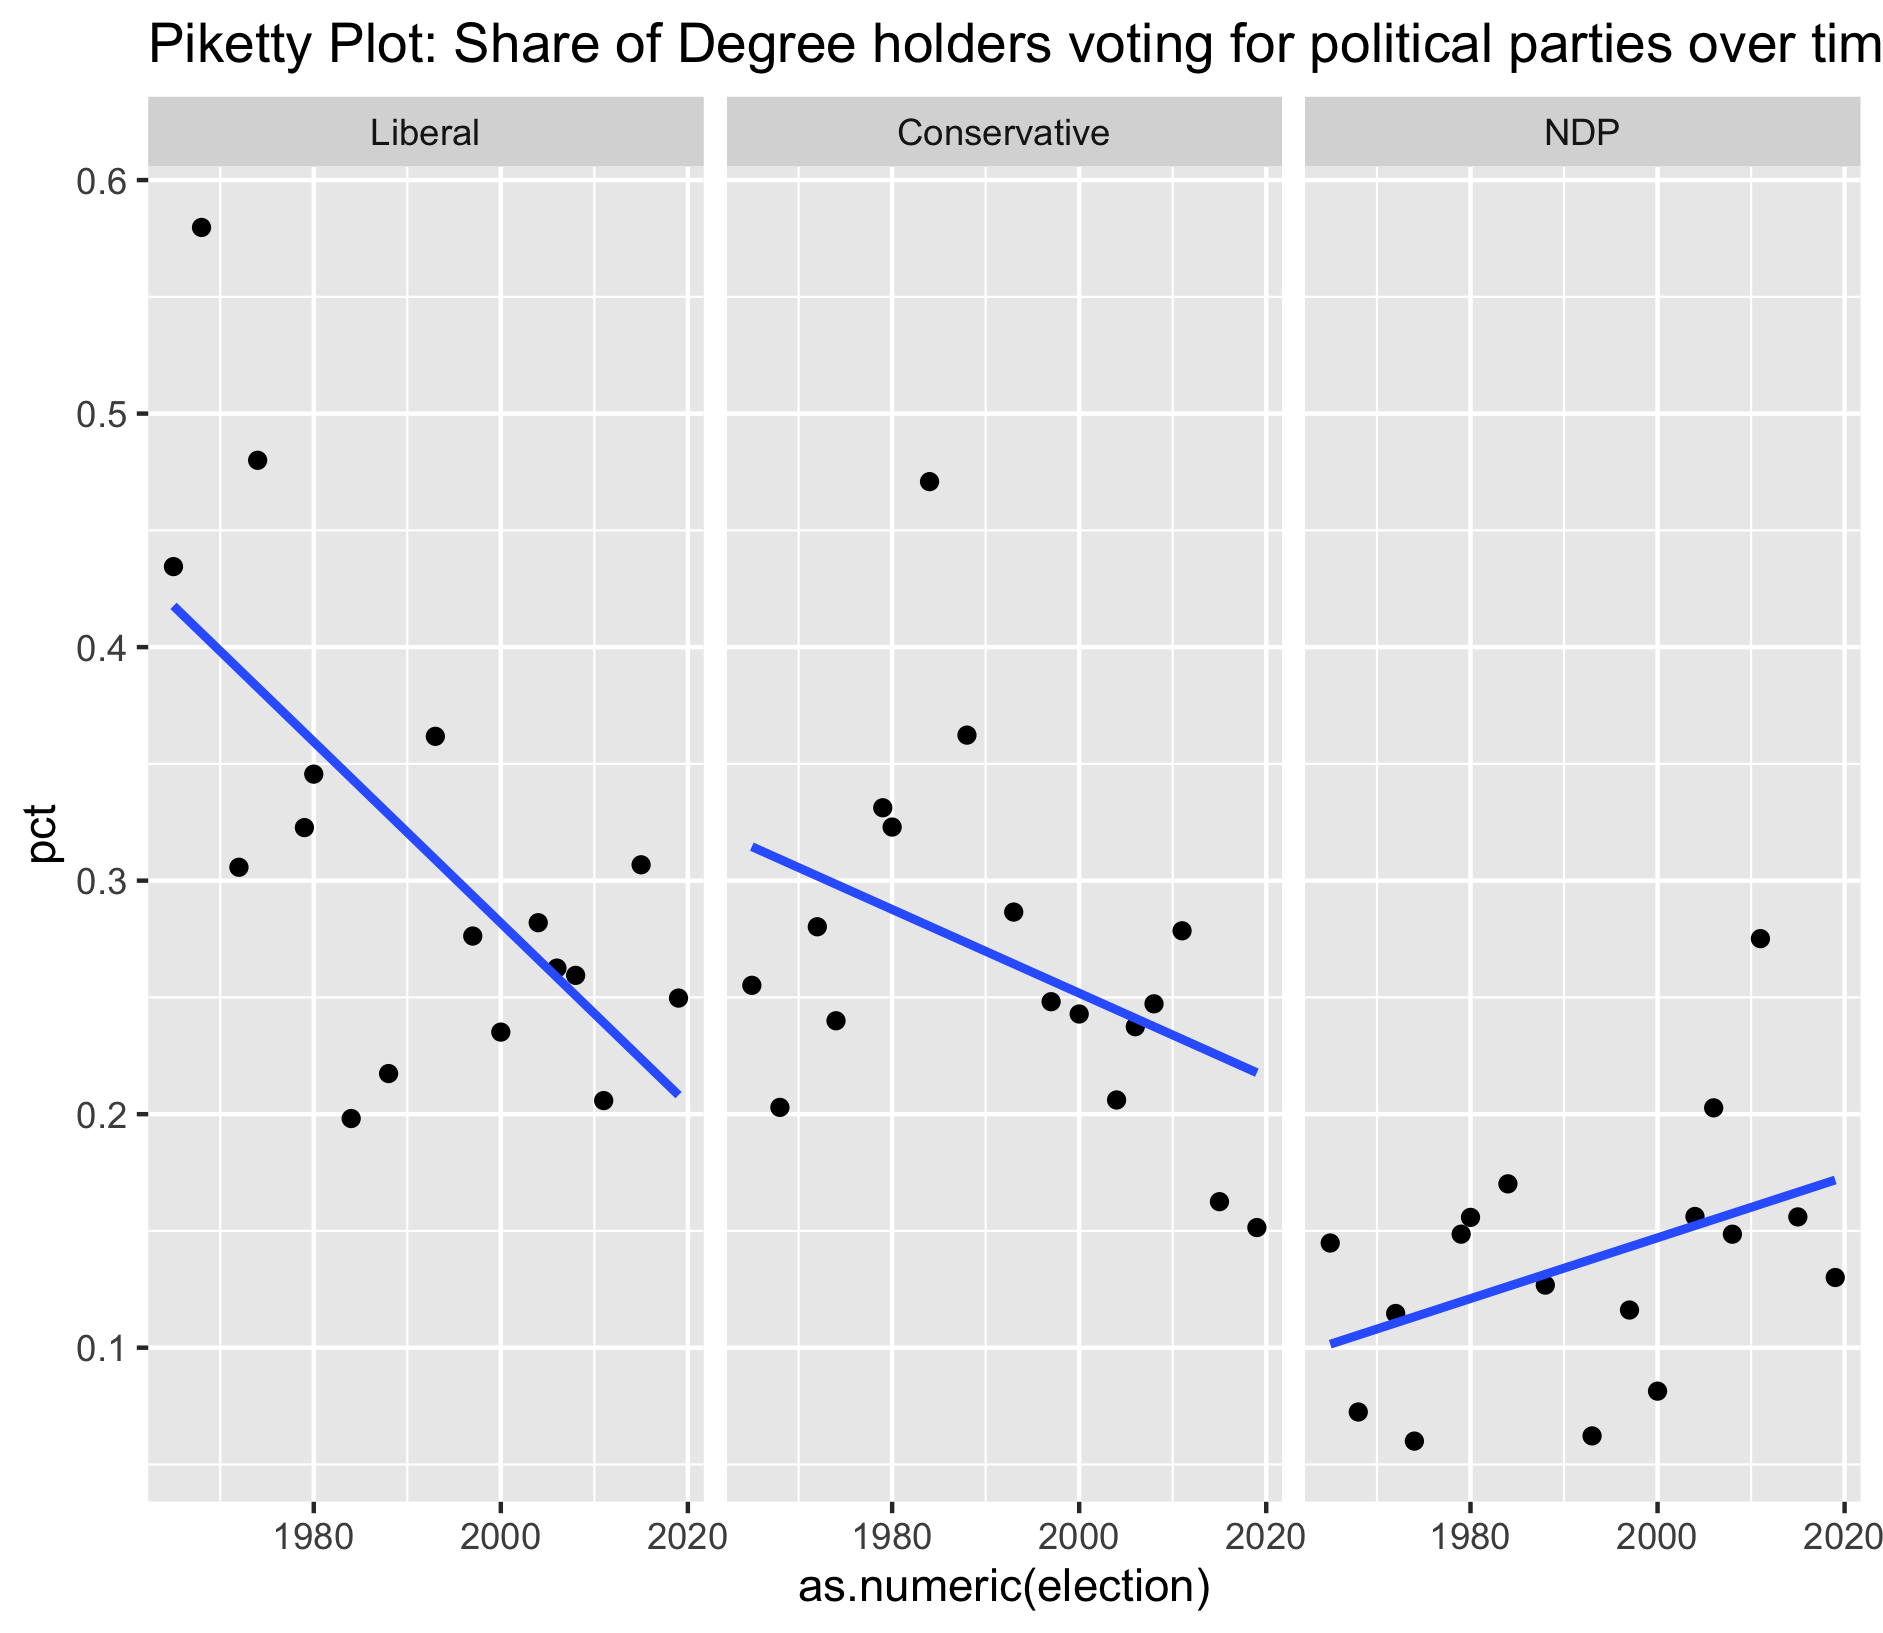 Piketty Plot: Share of Degree holders voting for political parties over tim
Liberal
Conservative
NDP
0.6
0.5
0.4
0.3
0.2
0.1
pct
1980 2000 2020 1980 2000 2020 1980 2000 2020
as.numeric(election)